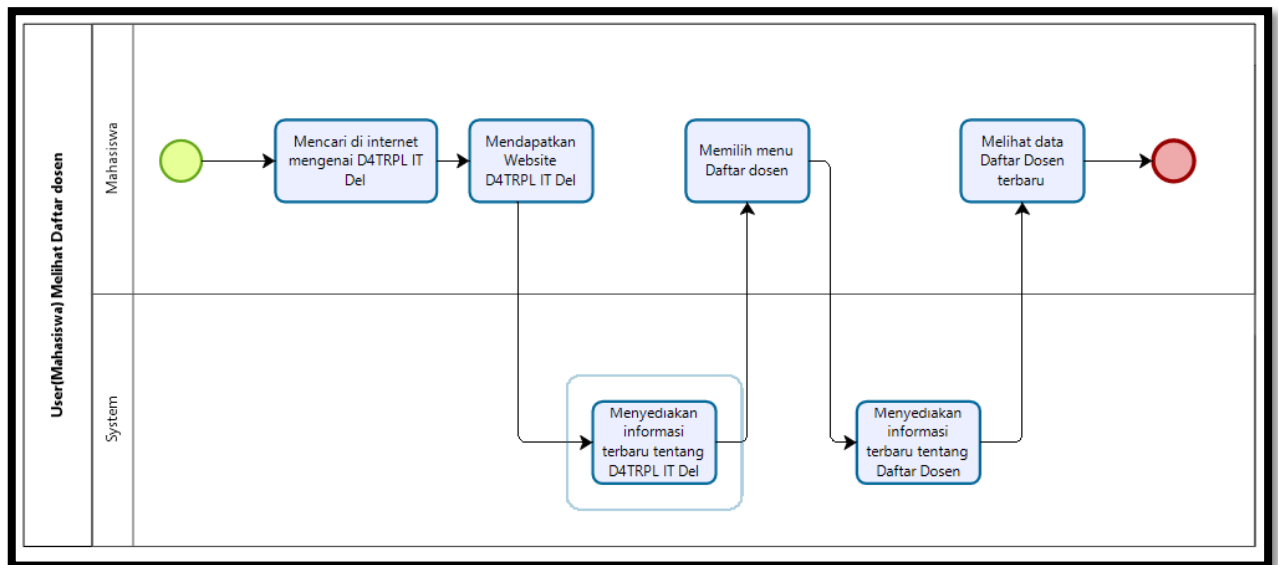 User(Mahasiswa) Melihat Daftar dosen
Mahasiswa
Mencari di internet
mengenai D4TRPL IT
Del
Mendapatkan
Website
D4TRPL IT Del
Memilih menu
Daftar dosen
Melihat data
Daftar Dosen
terbaru
System
Menyediakan
informasi
terbaru tentang
D4TRPL IT Del
Menyediakan
informasi
terbaru tentang
Daftar Dosen